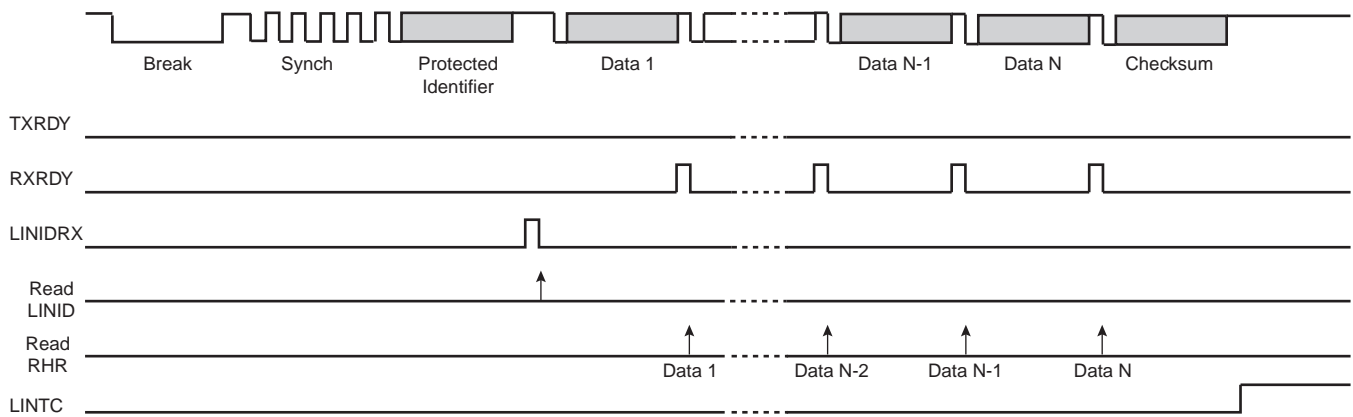 Break
Synch
Protected
Identifier
Data 1
Data N-1
Data N
Checksum
TXRDY
RXRDY
LINIDRX
Read
LINID
Read
RHR
Data 1
Data N-2
Data N-1
Data N
LINTC